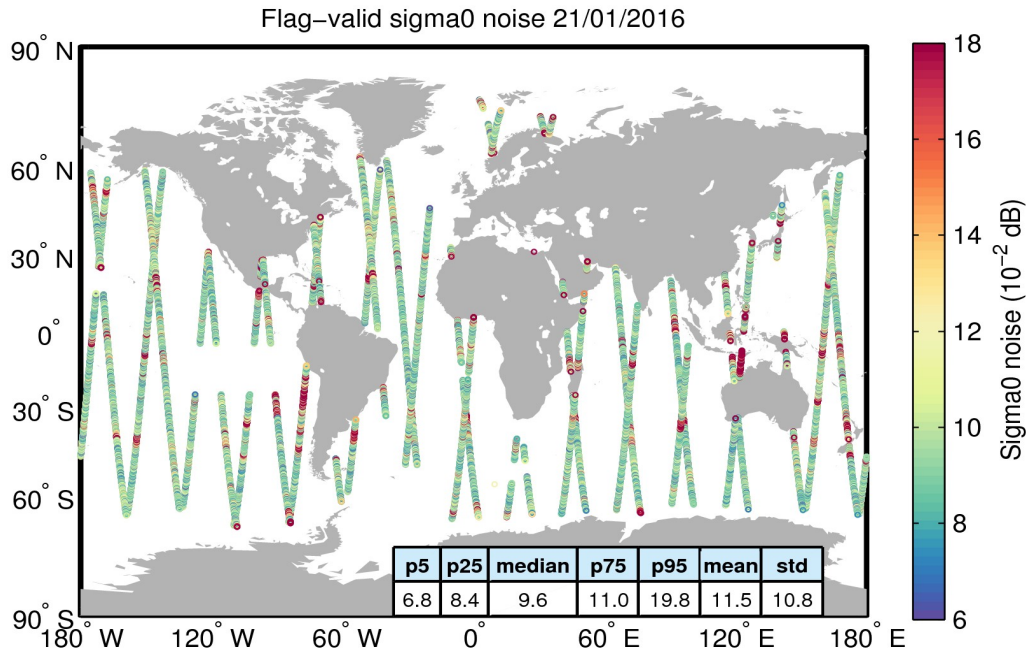 Flag−valid sigma0 noise 21/01/2016
90° N
60° N
30° N
0°
30° S
60° S
90° S
180° W
120° W
60° W
0°
60° E
120° E
180° E
p5 p25 median p75 p95 mean std
6.8 8.4 9.6 11.0 19.8 11.5 10.8
18
16
14
12
10
8
6
Sigma0 noise (10⁻² dB)